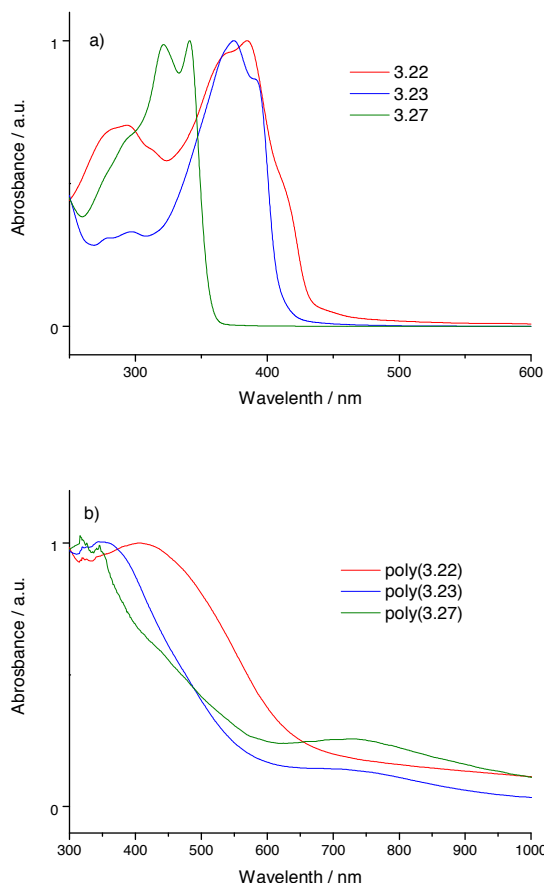 a)
3.22
3.23
3.27
1
0
Abrosbance / a.u.
300 400 500 600
Wavelenth / nm
b)
poly(3.22)
poly(3.23)
poly(3.27)
1
0
Abrosbance / a.u.
300 400 500 600 700 800 900 1000
Wavelenth / nm